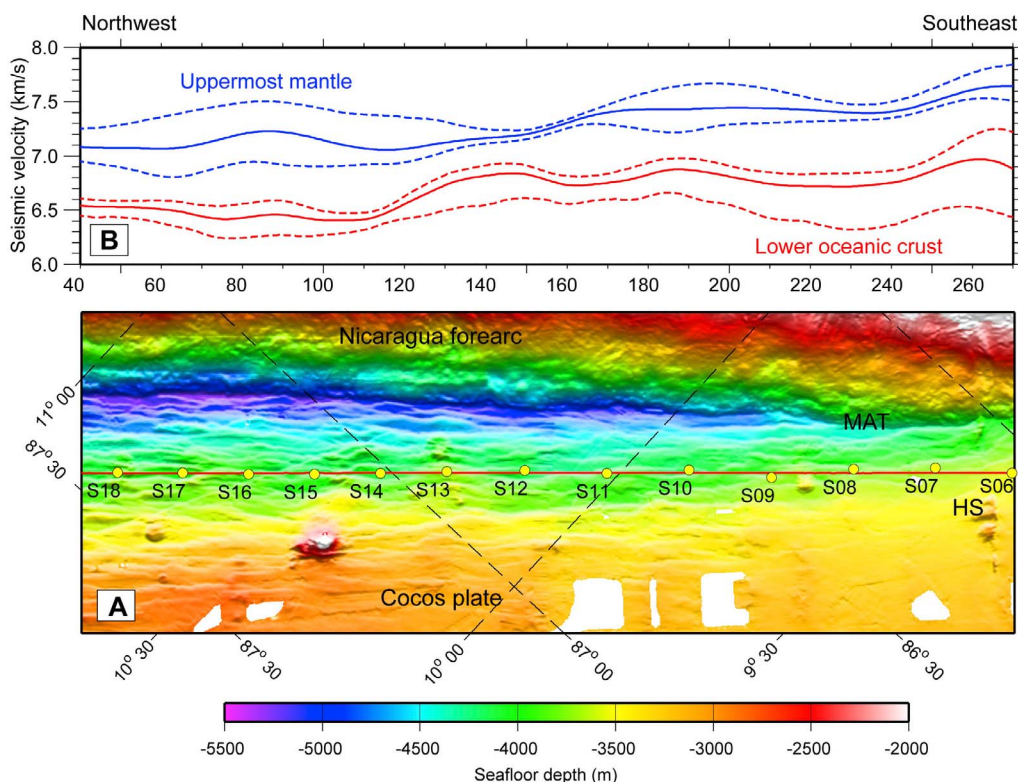 Northwest
Southeast
8.0
7.5
7.0
6.5
6.0
Seismic velocity (km/s)
Uppermost mantle
Lower oceanic crust
B
40 60 80 100 120 140 160 180 200 220 240 260
Nicaragua forearc
11° 00
87° 30
MAT
S18 S17 S16 S15 S14 S13 S12 S11 S10 S09 S08 S07 S06
HS
Cocos plate
A
10° 30 87° 30 10° 00 87° 00 9° 30 86° 30
-5500 -5000 -4500 -4000 -3500 -3000 -2500 -2000
Seafloor depth (m)